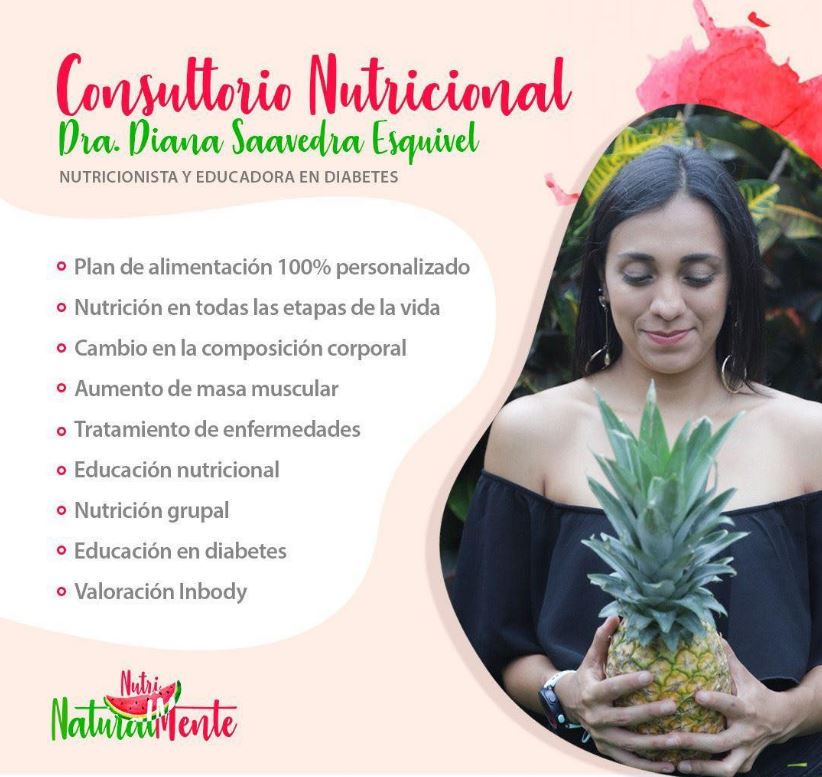 Consultorio Nutricional
Dra. Diana Saavedra Esquivel
NUTRICIONISTA Y EDUCADORA EN DIABETES
Plan de alimentación 100% personalizado
Nutrición en todas las etapas de la vida
Cambio en la composición corporal
Aumento de masa muscular
Tratamiento de enfermedades
Educación nutricional
Nutrición grupal
Educación en diabetes
Valoración Inbody
Nutri
NaturalMente